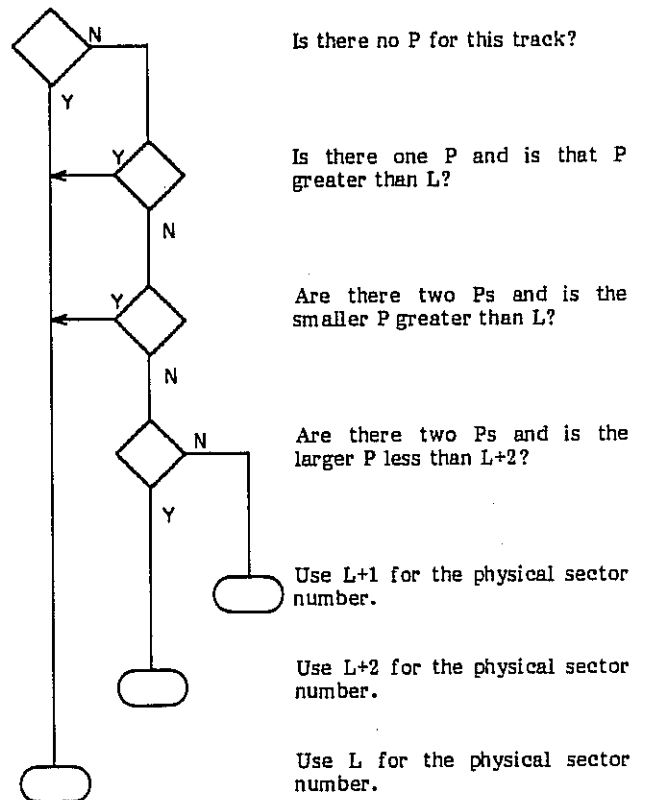 N
Is there no P for this track?
Y
Y
Is there one P and is that P
greater than L?
N
Y
Are there two Ps and is the
smaller P greater than L?
N
N
Are there two Ps and is the
larger P less than L+2?
Y
Use L+1 for the physical sector
number.
Use L+2 for the physical sector
number.
Use L for the physical sector
number.